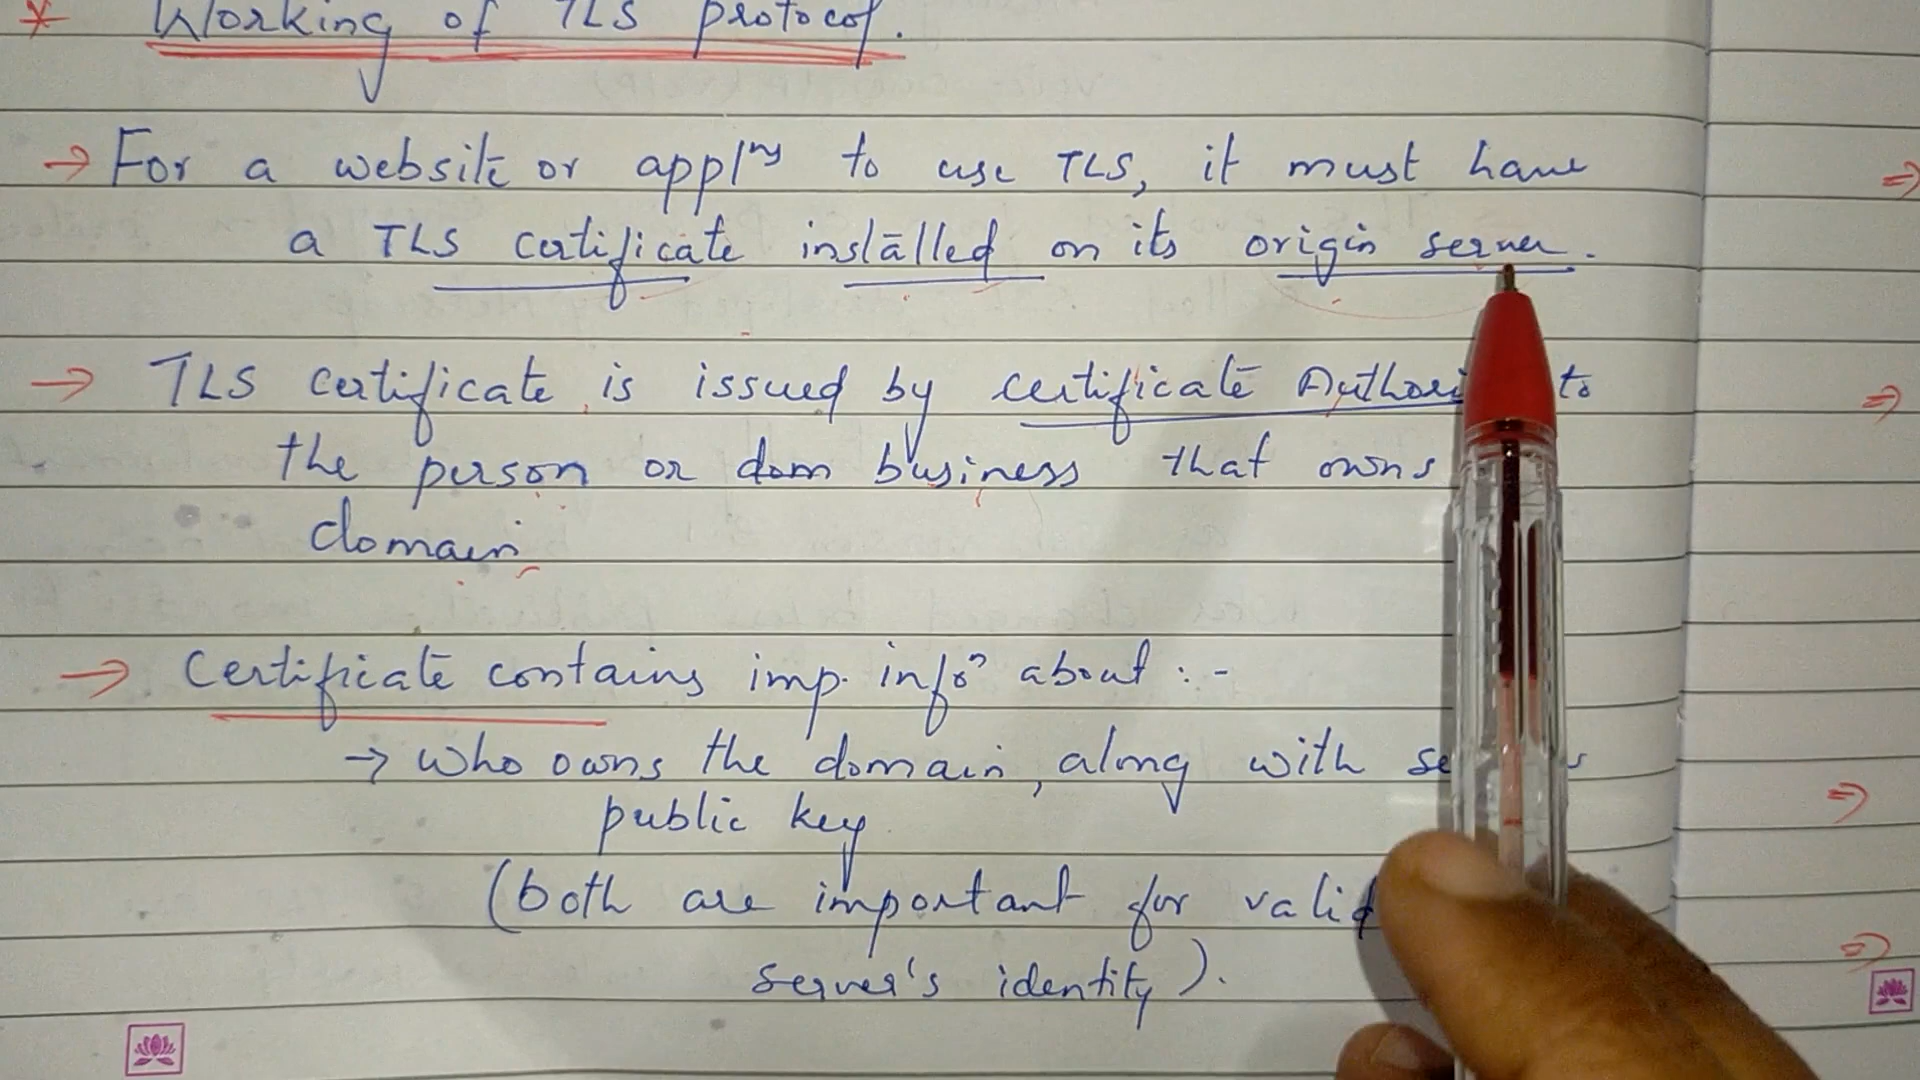 * Working of TLS protocol.
→ For a website or applⁿs to use TLS, it must have
a TLS certificate installed on its origin server.
→ TLS certificate is issued by certificate to
the person or dom business that owns
domain
→ Certificate contains imp. infoⁿ about :-
→ who owns the domain, along with
public key
(both are important for
server's identity).